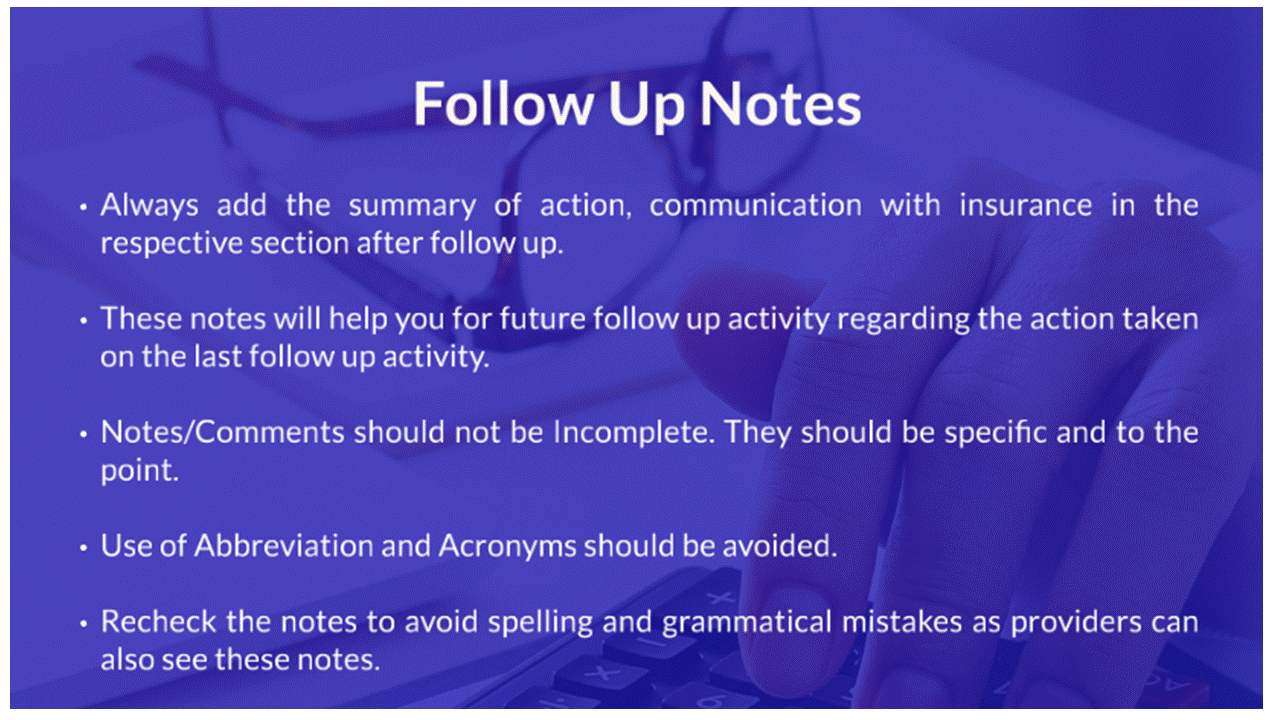 Follow Up Notes
• Always add the summary of action, communication with insurance in the
respective section after follow up.
• These notes will help you for future follow up activity regarding the action taken
on the last follow up activity.
• Notes/Comments should not be Incomplete. They should be specific and to the
point.
• Use of Abbreviation and Acronyms should be avoided.
• Recheck the notes to avoid spelling and grammatical mistakes as providers can
also see these notes.